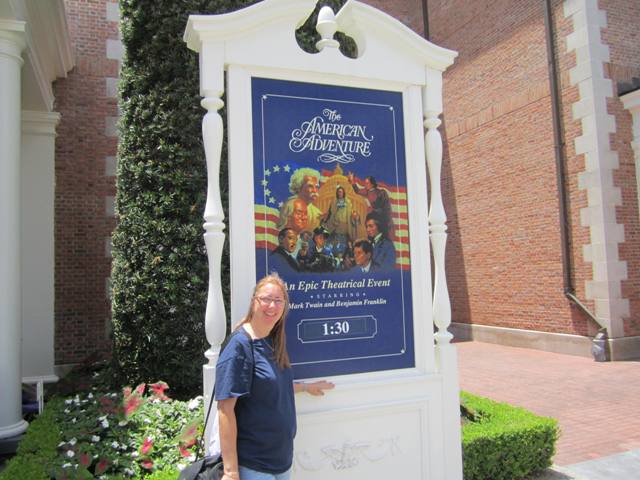 The
AMERICAN
ADVENTURE
An Epic Theatrical Event
• STARRING •
Mark Twain and Benjamin Franklin
1:30